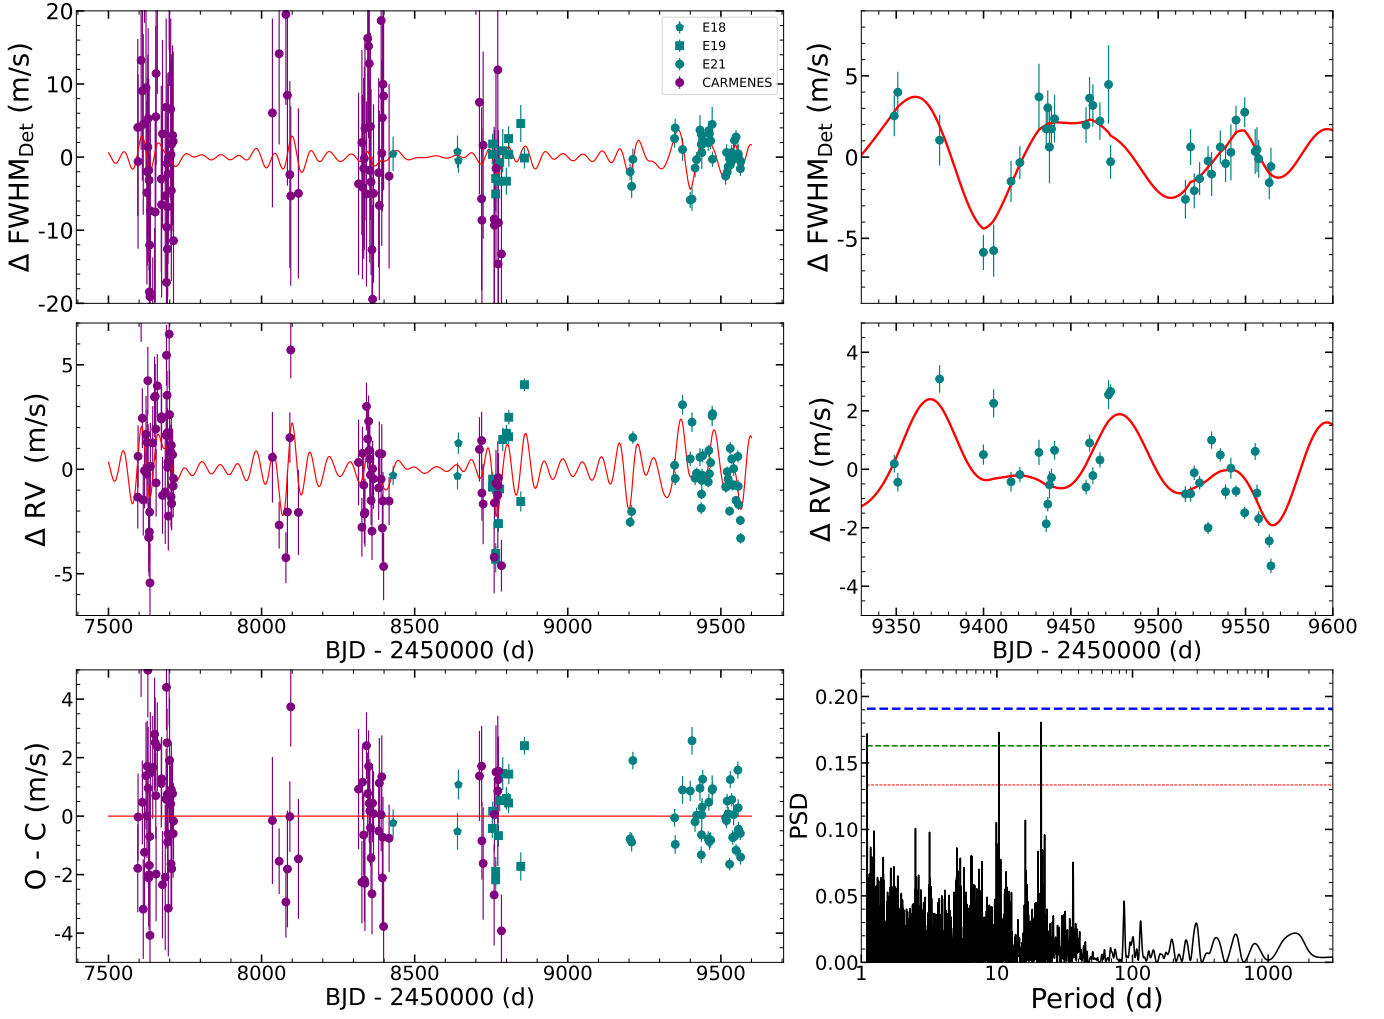 Δ FWHM_Det (m/s)
20
10
0
-10
-20
E18
E19
E21
CARMENES
Δ FWHM_Det (m/s)
5
0
-5
Δ RV (m/s)
5
0
-5
7500 8000 8500 9000 9500
BJD - 2450000 (d)
Δ RV (m/s)
4
2
0
-2
-4
9350 9400 9450 9500 9550 9600
BJD - 2450000 (d)
O - C (m/s)
4
2
0
-2
-4
7500 8000 8500 9000 9500
BJD - 2450000 (d)
PSD
0.20
0.15
0.10
0.05
0.00
1 10 100 1000
Period (d)